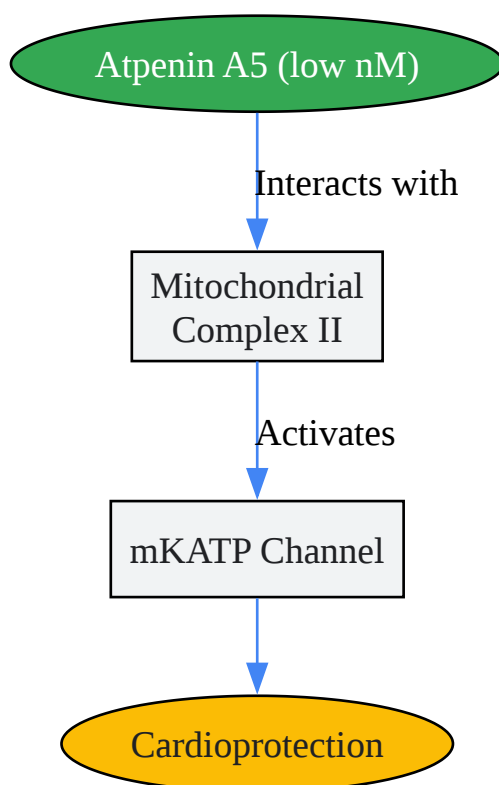 Atpenin A5 (low nM)
Interacts with
Mitochondrial
Complex II
Activates
mKATP Channel
Cardioprotection